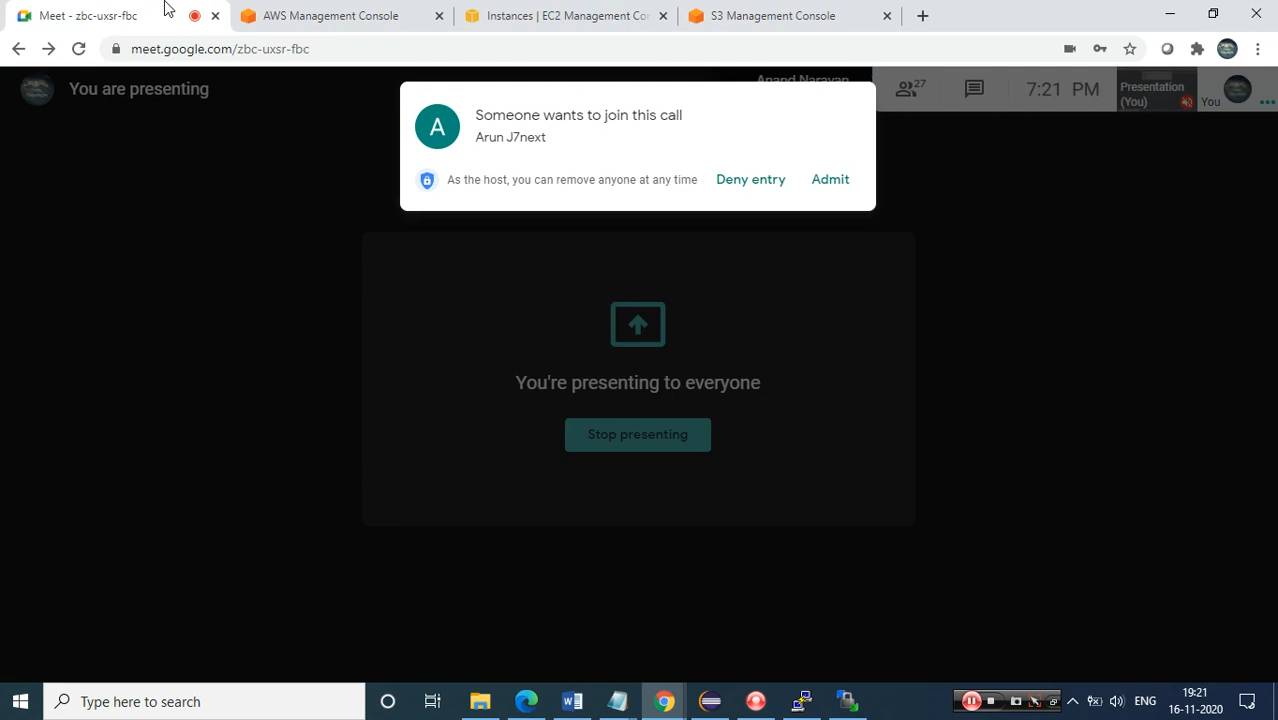 Meet - zbc-uxsr-fbc
AWS Management Console
Instances | EC2 Management Con
S3 Management Console
meet.google.com/zbc-uxsr-fbc
You are presenting
Anand Narayan
27
7:21 PM
Presentation
(You)
You
Someone wants to join this call
A
Arun J7next
As the host, you can remove anyone at any time
Deny entry
Admit
You're presenting to everyone
Stop presenting
Type here to search
ENG
19:21
16-11-2020